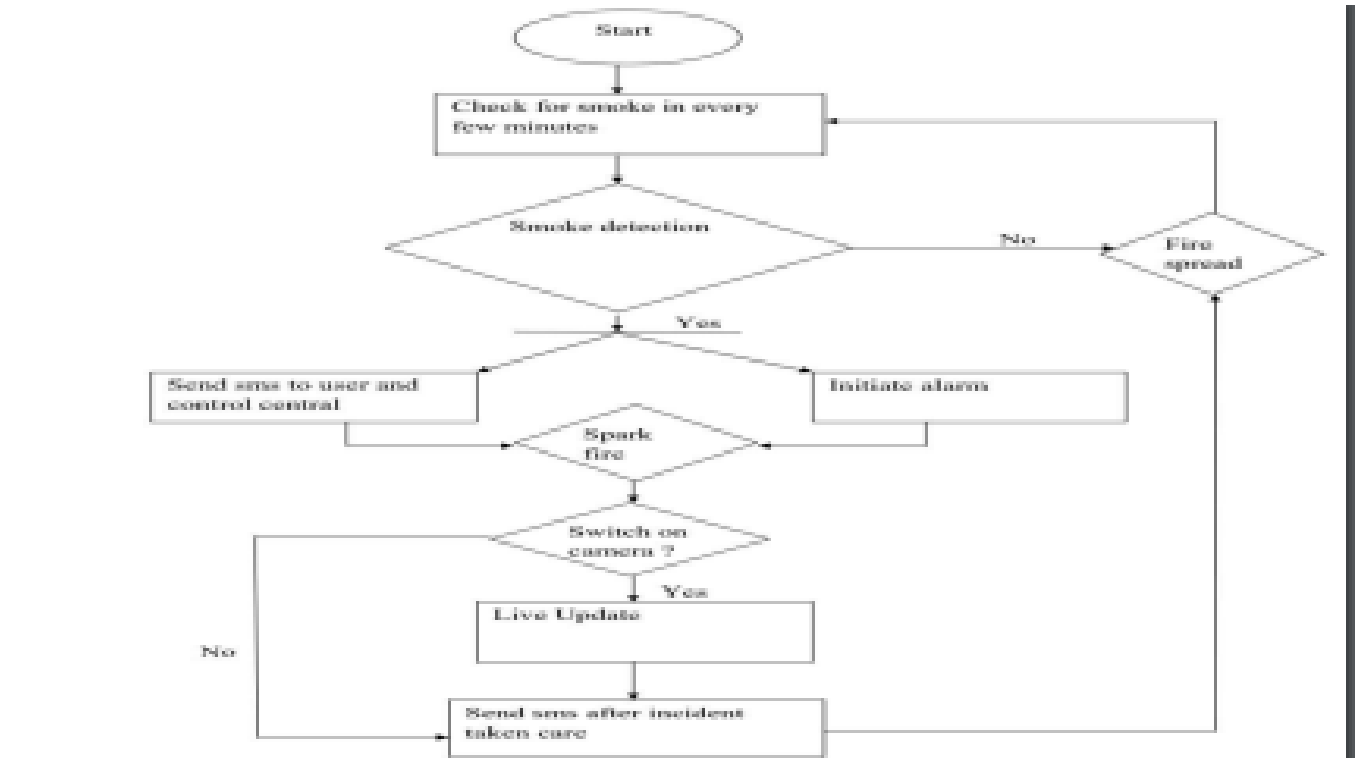 Start
Check for smoke in every
few minutes
Smoke detection
No
Fire
spread
Yes
Send sms to user and
control central
Initiate alarm
Spark
fire
Switch on
camera ?
Yes
Live Update
No
Send sms after incident
taken care